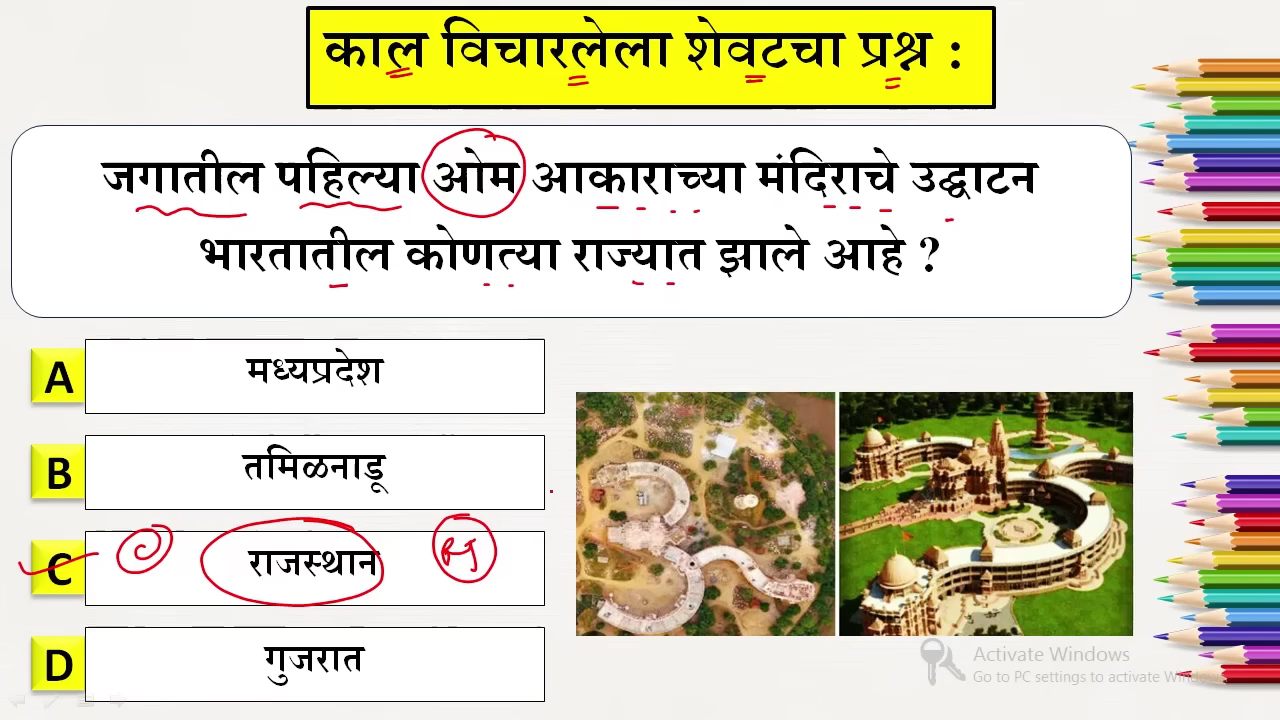 काल विचारलेला शेवटचा प्रश्न :
जगातील पहिल्या ओम आकाराच्या मंदिराचे उद्घाटन
भारतातील कोणत्या राज्यात झाले आहे ?
A मध्यप्रदेश
B तमिळनाडू
C राजस्थान
D गुजरात
Activate Windows
Go to PC settings to activate Windows.